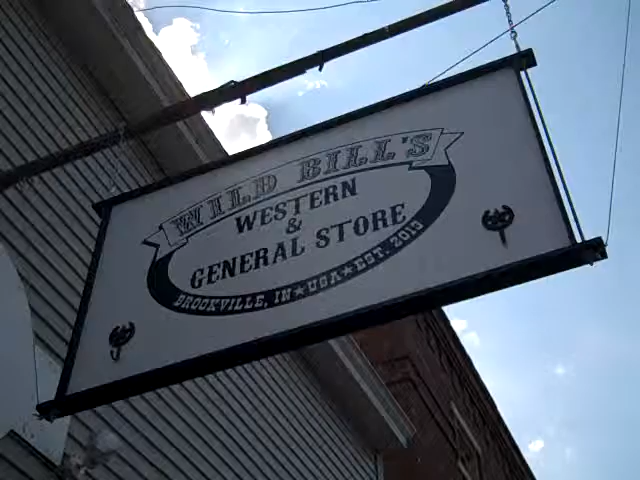 WILD BILL'S
WESTERN
&
GENERAL STORE
BROOKVILLE, IN★USA★EST. 2013